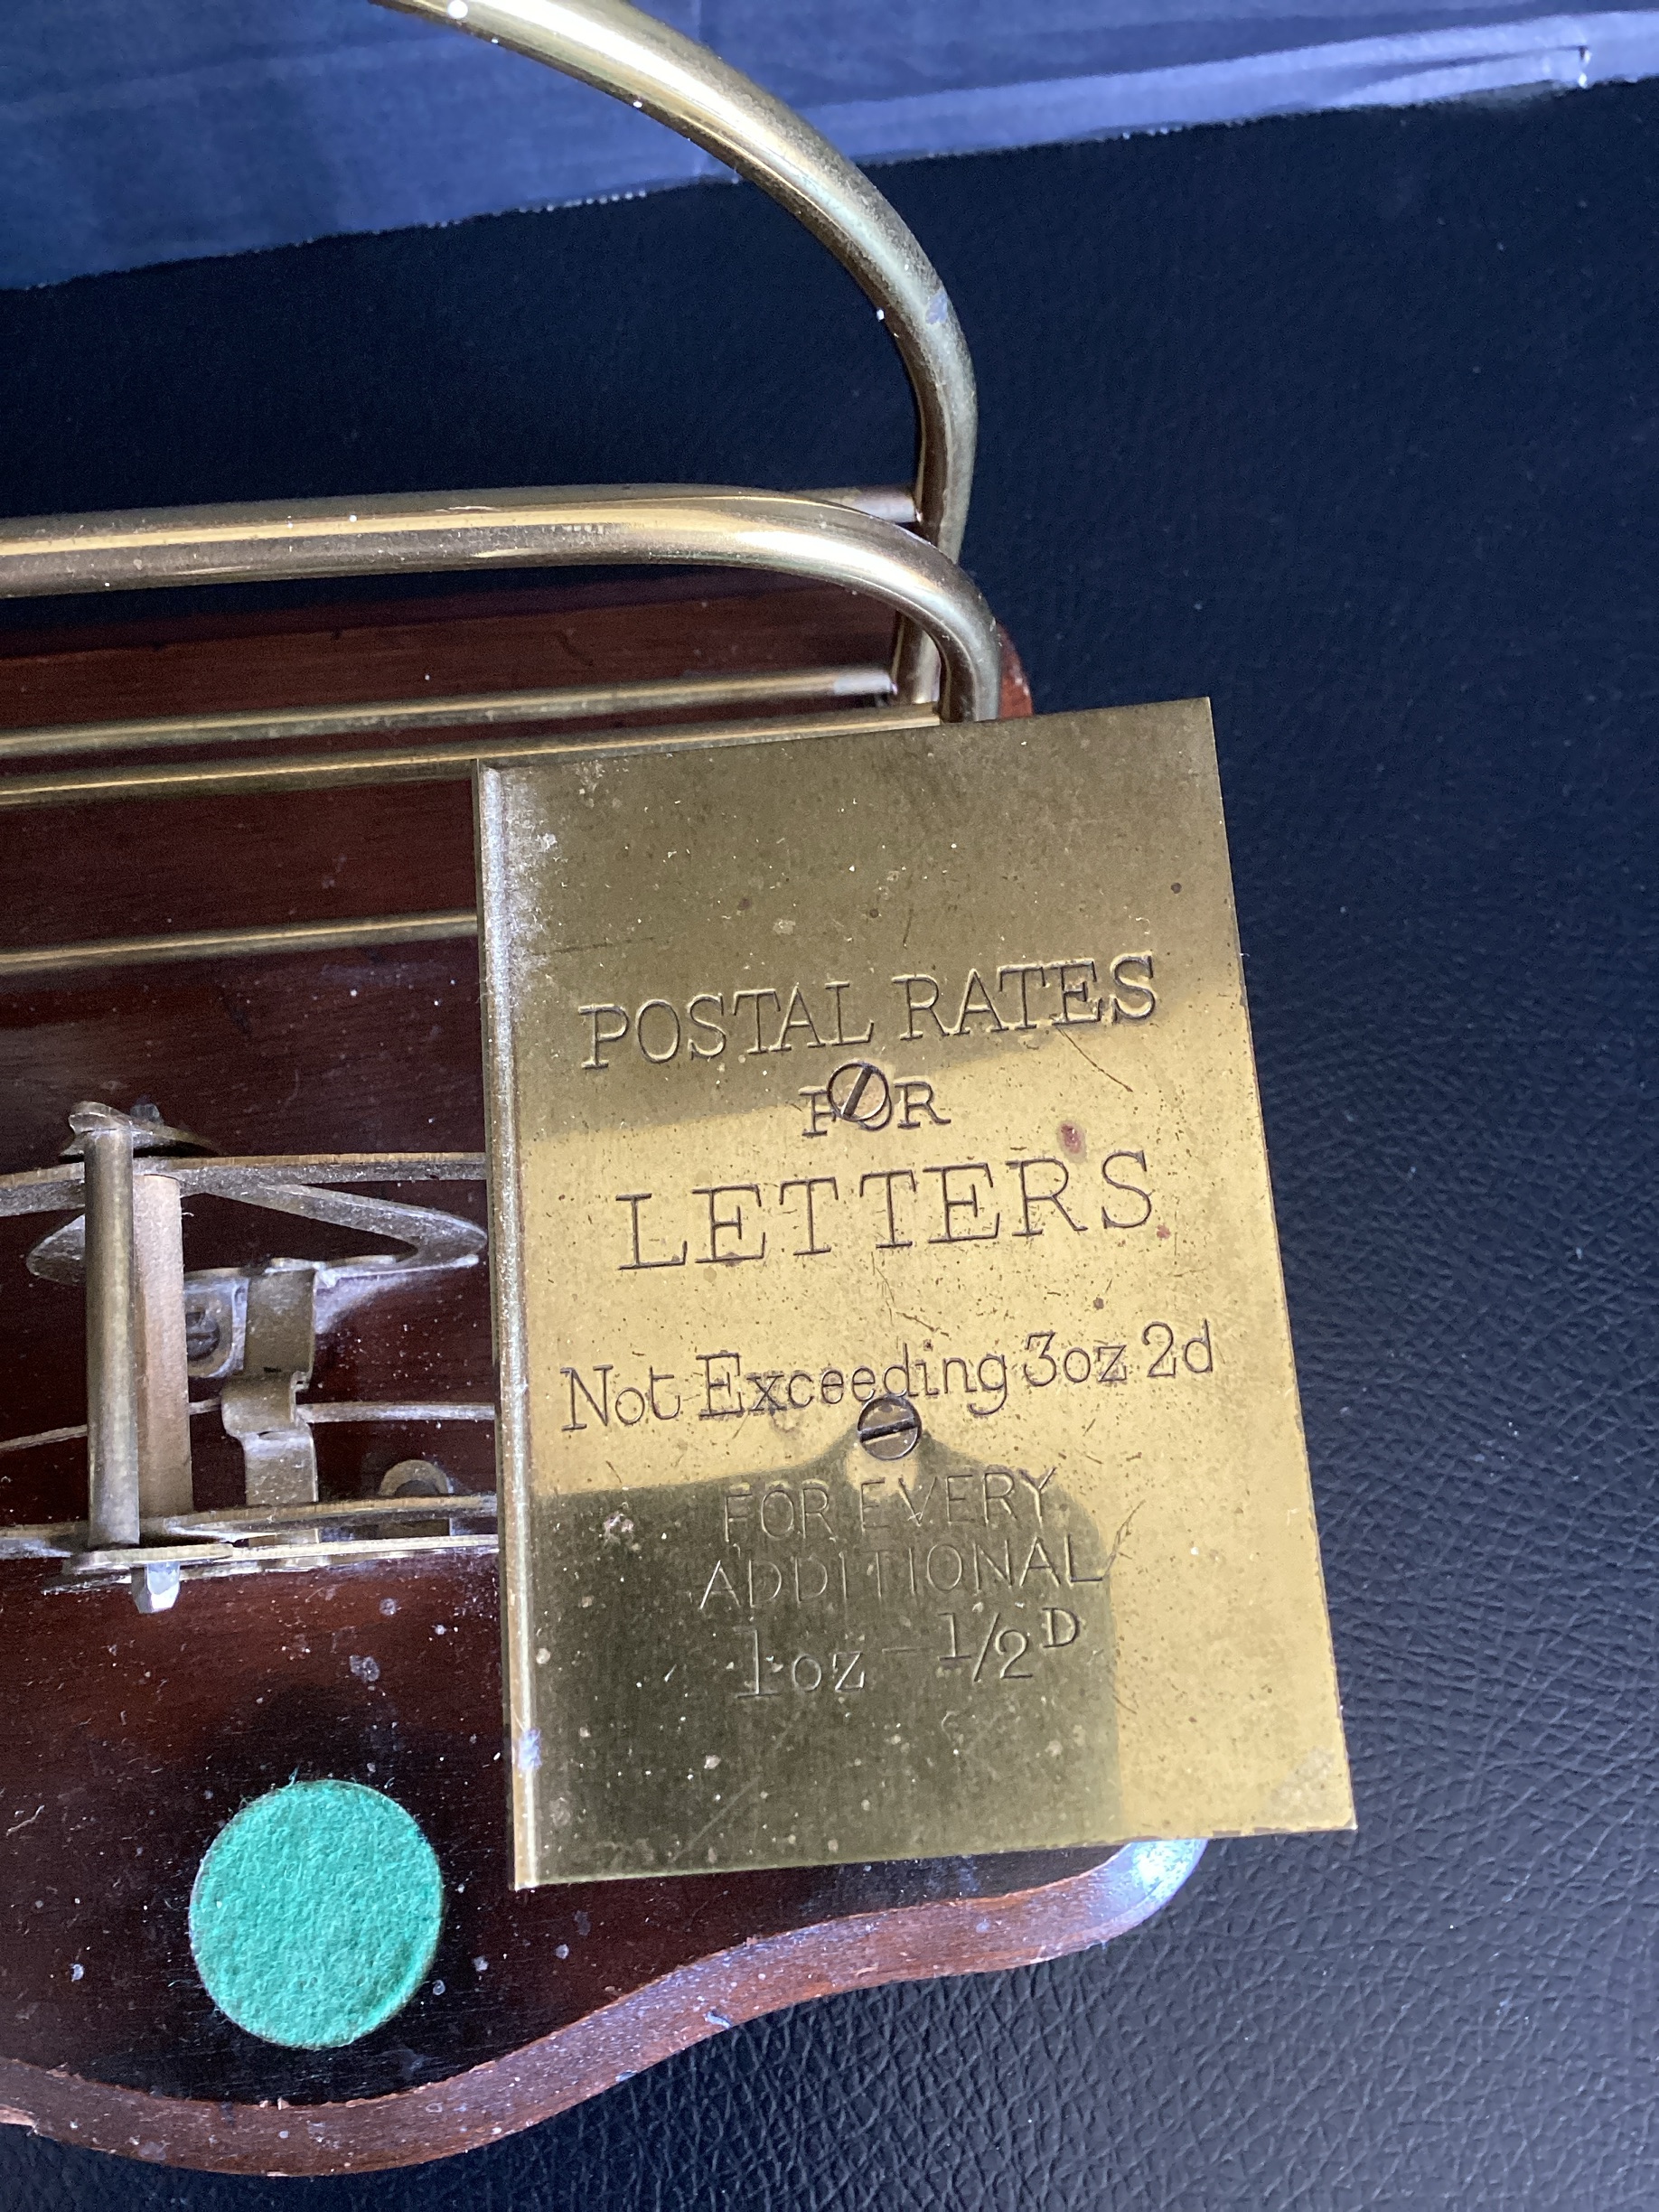 POSTAL RATES
FOR
LETTERS
Not Exceeding 3oz 2d
FOR EVERY
ADDITIONAL
1oz - 1/2D